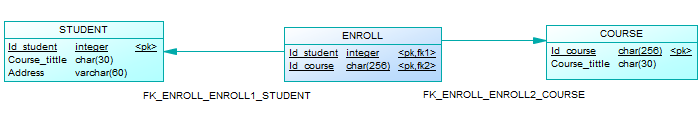 STUDENT
Id_student integer <pk>
Course_tittle char(30)
Address varchar(60)
ENROLL
Id_student integer <pk,fk1>
Id_course char(256) <pk,fk2>
COURSE
Id_course char(256) <pk>
Course_tittle char(30)
FK_ENROLL_ENROLL1_STUDENT
FK_ENROLL_ENROLL2_COURSE